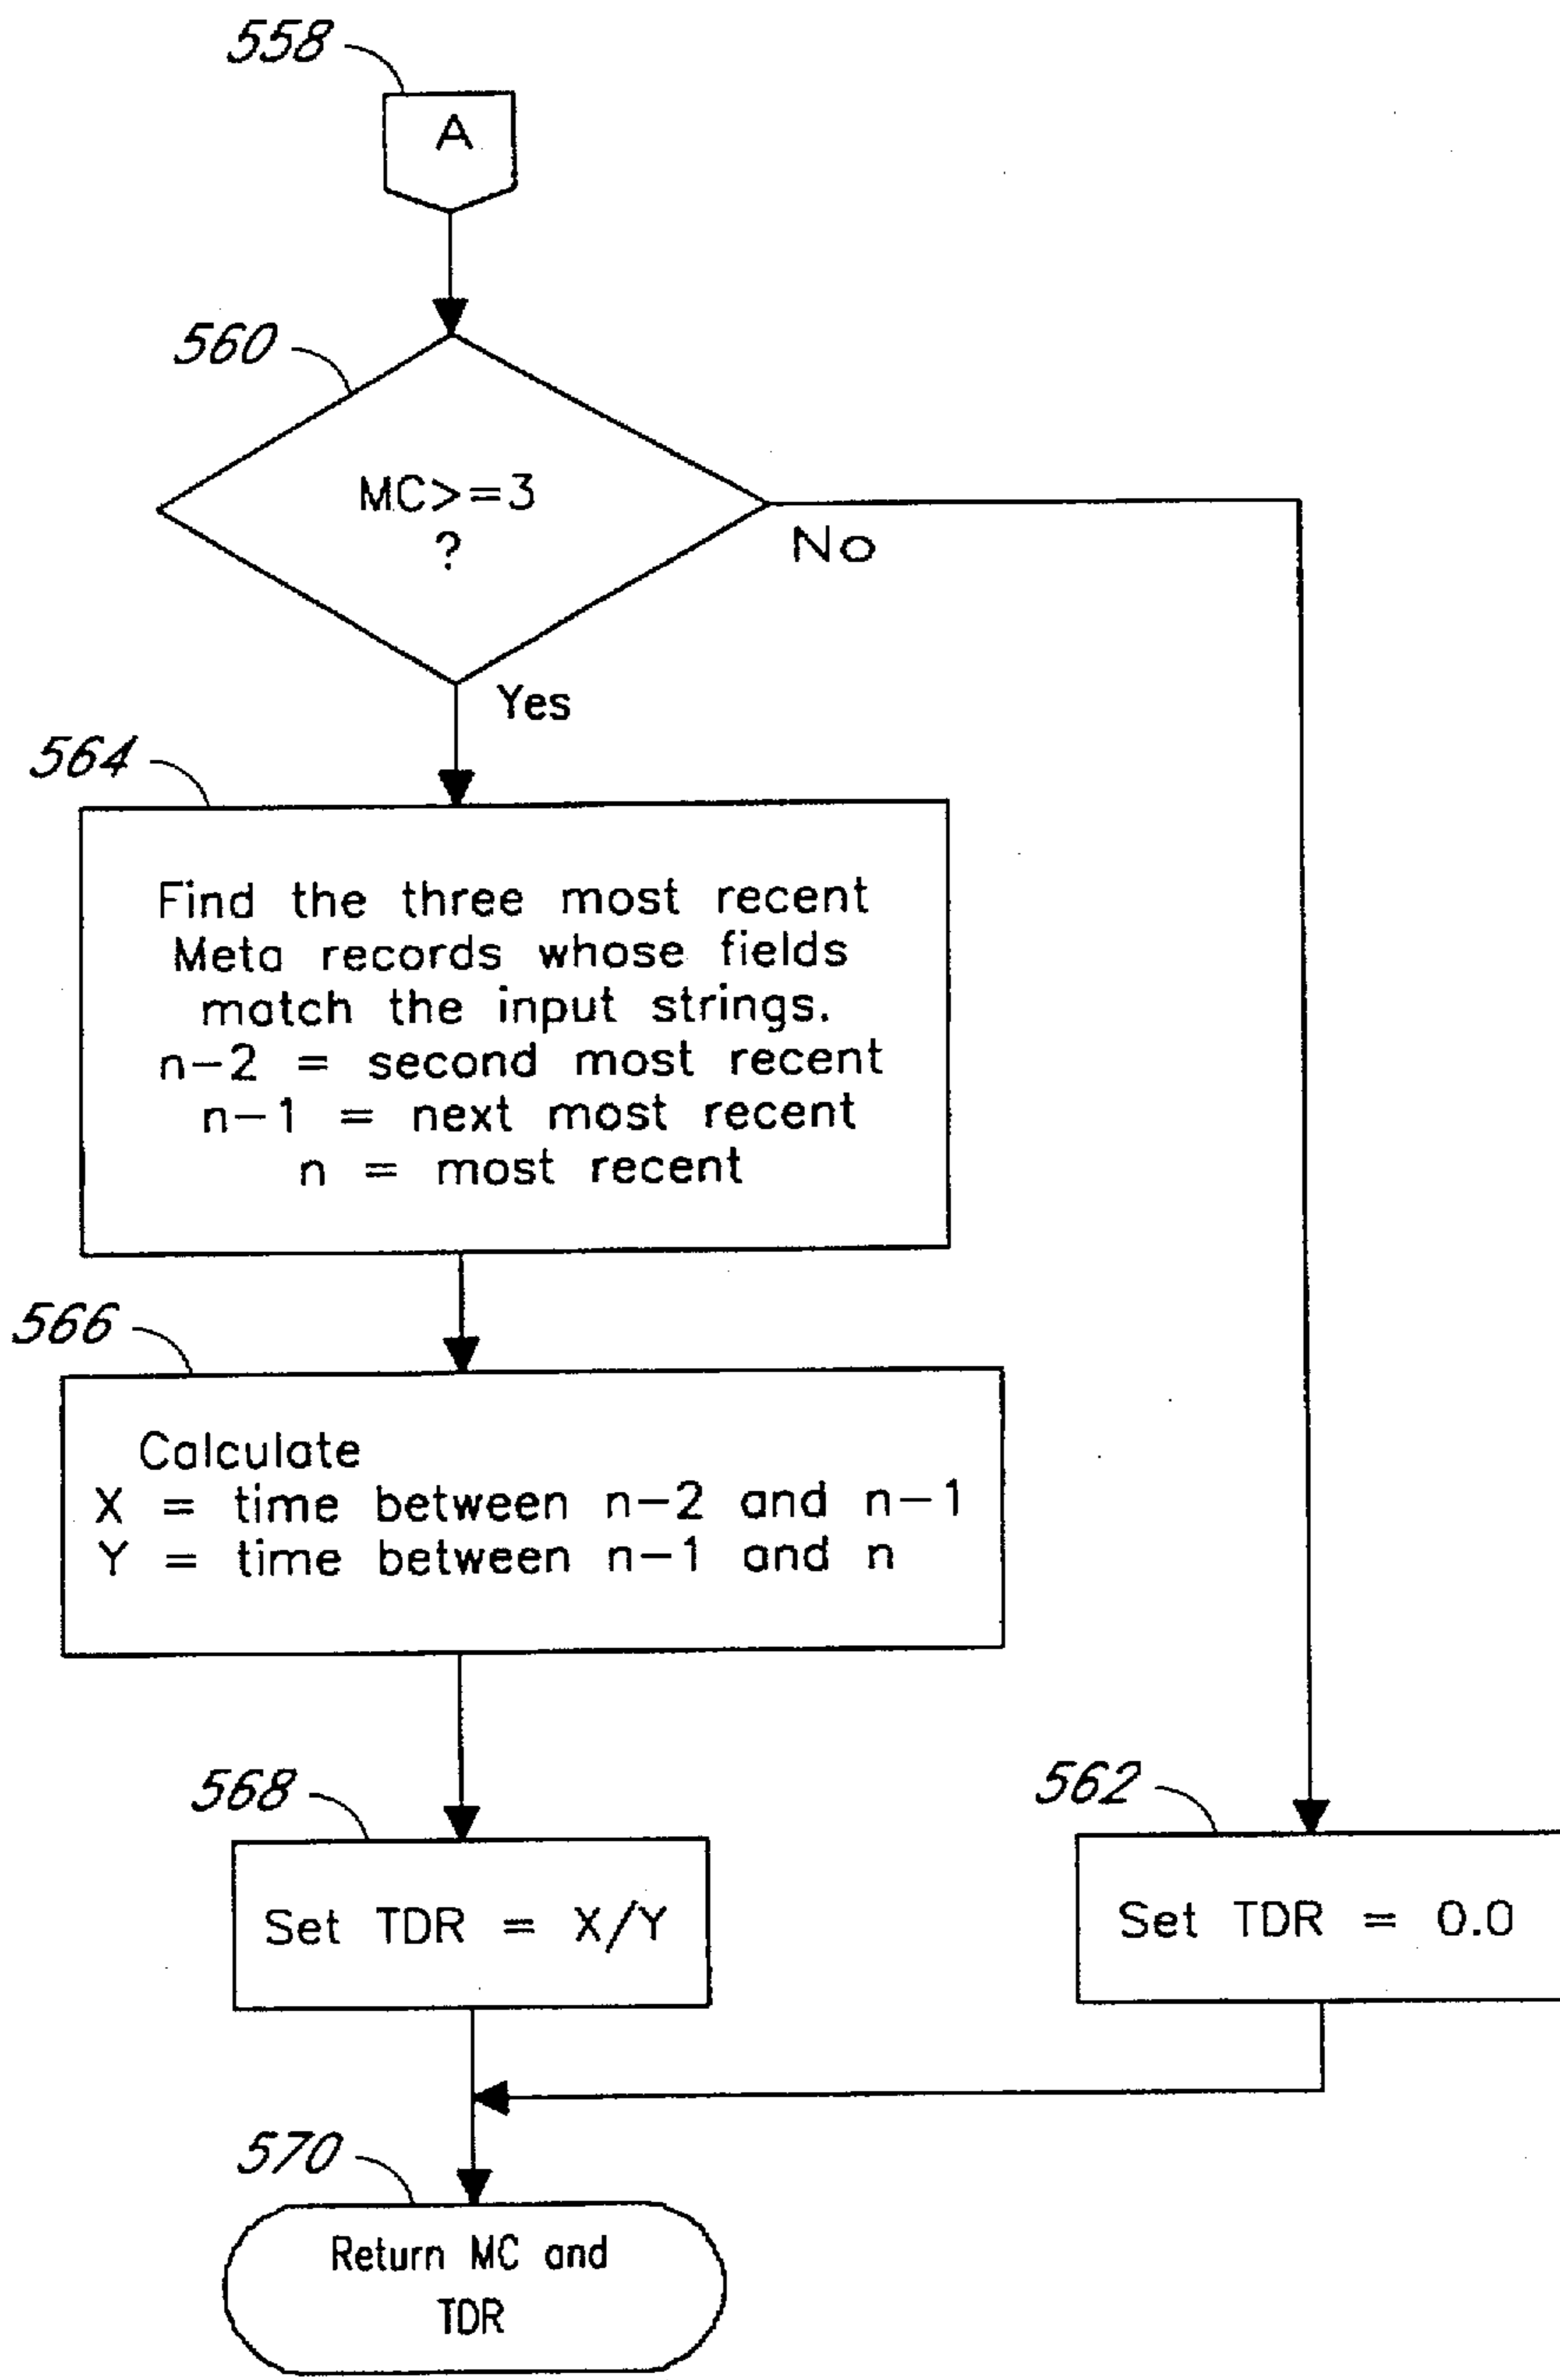 558
A
560
MC>=3
?
No
Yes
564
Find the three most recent
Meta records whose fields
match the input strings.
n-2 = second most recent
n-1 = next most recent
n = most recent
566
Calculate
X = time between n-2 and n-1
Y = time between n-1 and n
568
Set TDR = X/Y
562
Set TDR = 0.0
570
Return MC and
TDR